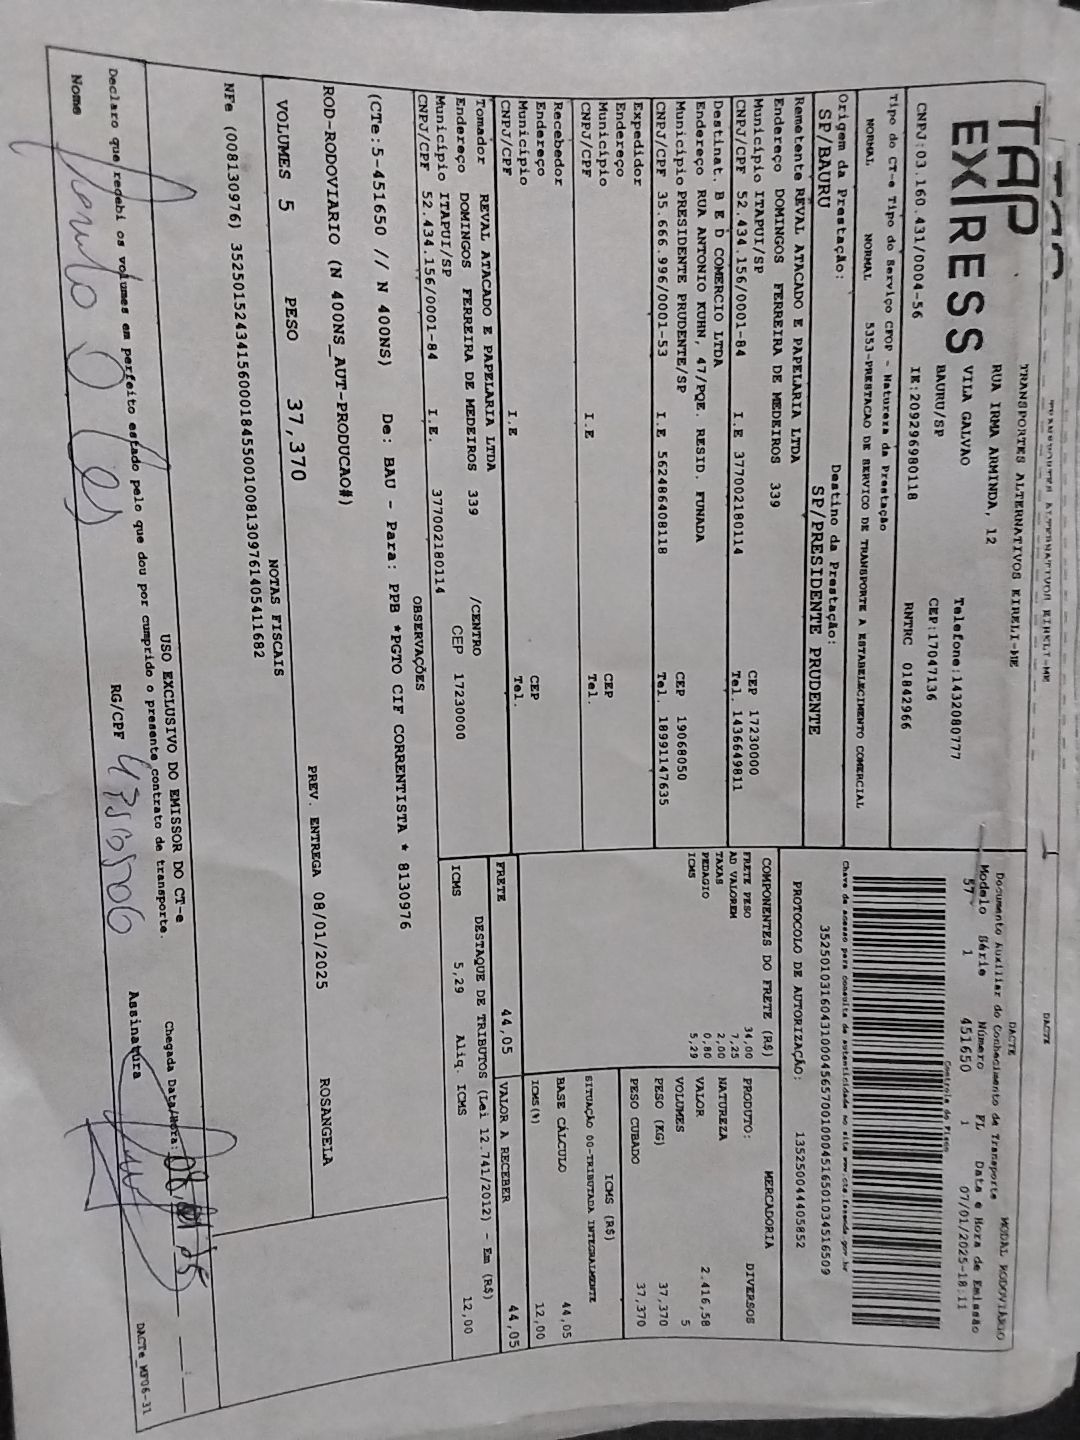 TRANSPORTES ALTERNATIVOS EIRELI-ME
DACTE
TAP
EXPRESS
TRANSPORTES ALTERNATIVOS EIRELI-ME
RUA IRMA ARMINDA, 12
VILA GALVAO
Telefone:1432080777
BAURU/SP
CEP:17047136
CNPJ:03.160.431/0004-56 IE:209296980118 RNTRC 01842966
DACTE MODAL RODOVIÁRIO
Documento Auxiliar do Conhecimento de Transporte
Modelo Série Número FL Data e Hora de Emissão
57 1 451650 1 07/01/2025-18:11
Controle do Fisco
Chave de acesso para consulta de autenticidade no site www.cte.fazenda.gov.br
35250103160431000456570010004516501034516509
PROTOCOLO DE AUTORIZAÇÃO: 135250044405852
Tipo do CT-e Tipo do Serviço CFOP - Natureza da Prestação
NORMAL NORMAL 5353-PRESTACAO DE SERVICO DE TRANSPORTE A ESTABELECIMENTO COMERCIAL
Origem da Prestação: Destino da Prestação:
SP/BAURU SP/PRESIDENTE PRUDENTE
Remetente REVAL ATACADO E PAPELARIA LTDA
Endereço DOMINGOS FERREIRA DE MEDEIROS 339
Município ITAPUI/SP CEP 17230000
CNPJ/CPF 52.434.156/0001-84 I.E 377002180114 Tel. 1436649811
Destinat. B E D COMERCIO LTDA
Endereço RUA ANTONIO KUHN, 47/PQE. RESID. FUNADA
Município PRESIDENTE PRUDENTE/SP CEP 19068050
CNPJ/CPF 35.666.996/0001-53 I.E 562486408118 Tel. 18991147635
Expedidor
Endereço
Município CEP
CNPJ/CPF I.E Tel.
Recebedor
Endereço
Município CEP
CNPJ/CPF I.E Tel.
Tomador REVAL ATACADO E PAPELARIA LTDA
Endereço DOMINGOS FERREIRA DE MEDEIROS 339 /CENTRO
Município ITAPUI/SP CEP 17230000
CNPJ/CPF 52.434.156/0001-84 I.E. 377002180114
COMPONENTES DO FRETE (R$)
FRETE PESO 34,00
AD VALOREM 7,25
TAXAS 2,00
PEDAGIO 0,80
ICMS 5,29
MERCADORIA
PRODUTO: DIVERSOS
NATUREZA
VALOR 2.416,58
VOLUMES 5
PESO (KG) 37,370
PESO CUBADO 37,370
ICMS (R$)
SITUAÇÃO 00-TRIBUTADA INTEGRALMENTE
BASE CÁLCULO 44,05
ICMS(%) 12,00
FRETE 44,05 VALOR A RECEBER 44,05
DESTAQUE DE TRIBUTOS (Lei 12.741/2012) - Em (R$)
ICMS 5,29 Aliq. ICMS 12,00
OBSERVAÇÕES
(CTe:5-451650 // N 400NS) De: BAU - Para: PPB *PGTO CIF CORRENTISTA * 8130976
ROD-RODOVIARIO (N 400NS_AUT-PRODUCAO#)
VOLUMES 5 PESO 37,370 PREV. ENTREGA 08/01/2025 ROSANGELA
NOTAS FISCAIS
NFe (008130976) 35250152434156000184550010081309761405411682
USO EXCLUSIVO DO EMISSOR DO CT-e
Declaro que recebi os volumes em perfeito estado pelo que dou por cumprido o presente contrato de transporte.
Chegada Data/Hora:
Nome RG/CPF Assinatura
DACTe_MF06-31